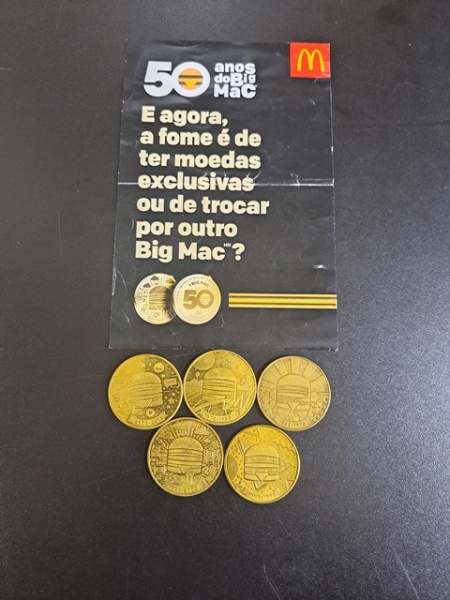 50 anos
do Big
Mac
E agora,
a fome é de
ter moedas
exclusivas
ou de trocar
por outro
Big Mac™?
50